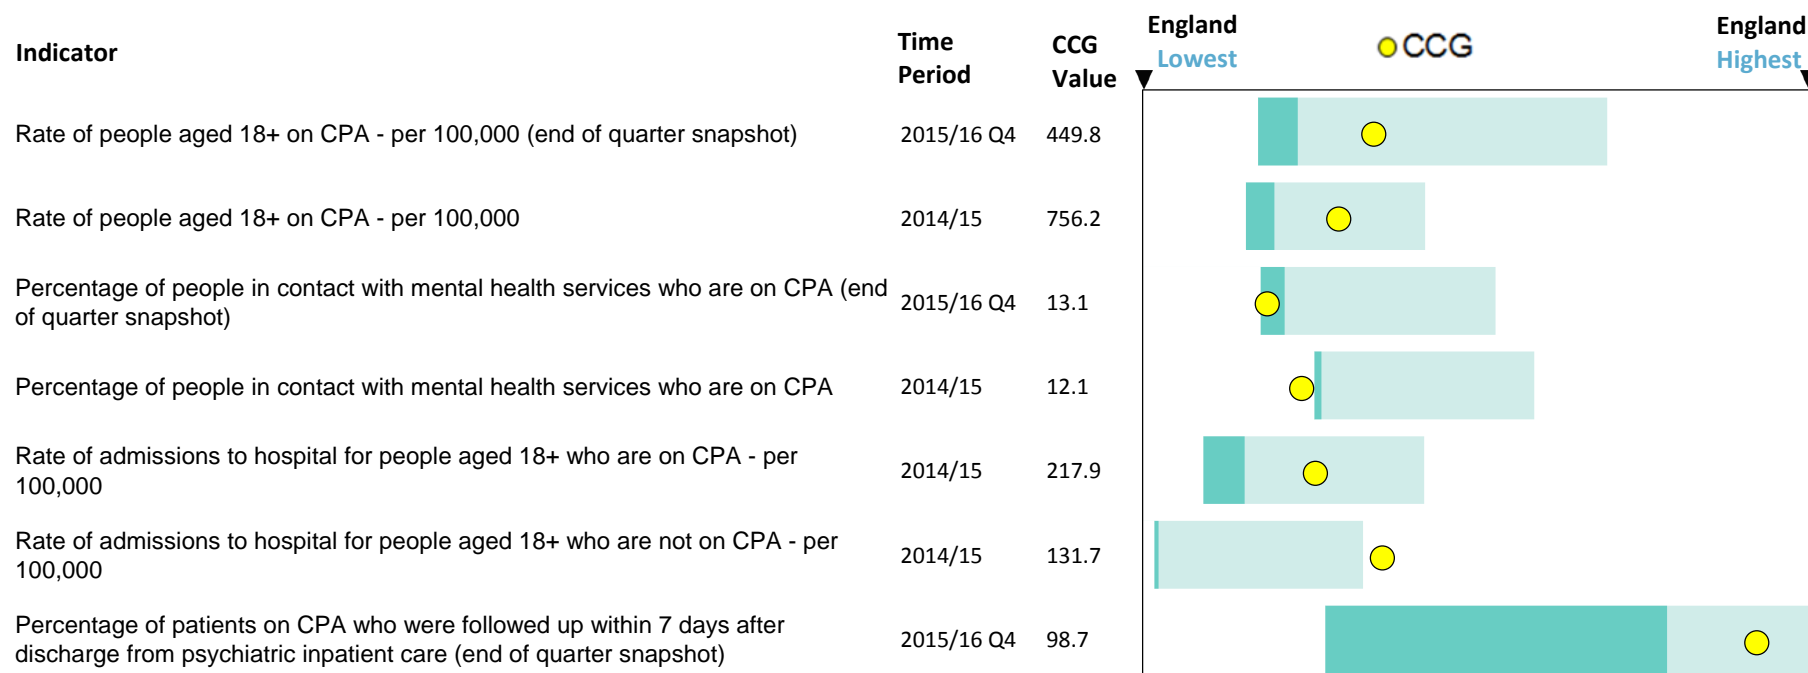 Indicator
Time Period
CCG Value
England Lowest
CCG
England Highest
Rate of people aged 18+ on CPA - per 100,000 (end of quarter snapshot) 2015/16 Q4 449.8
Rate of people aged 18+ on CPA - per 100,000 2014/15 756.2
Percentage of people in contact with mental health services who are on CPA (end
of quarter snapshot) 2015/16 Q4 13.1
Percentage of people in contact with mental health services who are on CPA 2014/15 12.1
Rate of admissions to hospital for people aged 18+ who are on CPA - per
100,000 2014/15 217.9
Rate of admissions to hospital for people aged 18+ who are not on CPA - per
100,000 2014/15 131.7
Percentage of patients on CPA who were followed up within 7 days after
discharge from psychiatric inpatient care (end of quarter snapshot) 2015/16 Q4 98.7